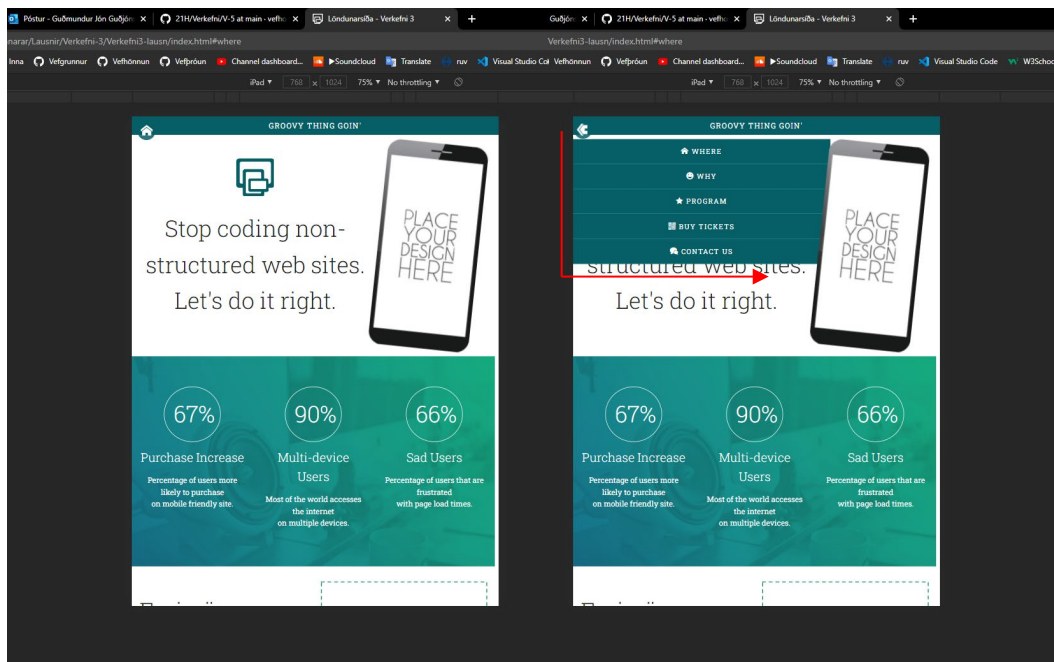 Póstur - Guðmundur Jón Guðjón
21H/Verkefni/V-5 at main · vefh
Löndunarsíða - Verkefni 3
Guðjón
21H/Verkefni/V-5 at main · vefh
Löndunarsíða - Verkefni 3
narar/Lausnir/Verkefni-3/Verkefni3-lausn/index.html#where
Verkefni3-lausn/index.html#where
Inna Vefgrunnur Vefhönnun Vefþróun Channel dashboard... ►Soundcloud Translate ruv Visual Studio Cod
Vefhönnun Vefþróun Channel dashboard... ►Soundcloud Translate ruv Visual Studio Code W3Schoo
iPad ▼ 768 x 1024 75% ▼ No throttling ▼
iPad ▼ 768 x 1024 75% ▼ No throttling ▼
GROOVY THING GOIN'
Stop coding non-
structured web sites.
Let's do it right.
PLACE
YOUR
DESIGN
HERE
67%
Purchase Increase
Percentage of users more
likely to purchase
on mobile friendly site.
90%
Multi-device
Users
Most of the world accesses
the internet
on multiple devices.
66%
Sad Users
Percentage of users that are
frustrated
with page load times.
GROOVY THING GOIN'
WHERE
WHY
PROGRAM
BUY TICKETS
CONTACT US
structured web sites.
Let's do it right.
PLACE
YOUR
DESIGN
HERE
67%
Purchase Increase
Percentage of users more
likely to purchase
on mobile friendly site.
90%
Multi-device
Users
Most of the world accesses
the internet
on multiple devices.
66%
Sad Users
Percentage of users that are
frustrated
with page load times.